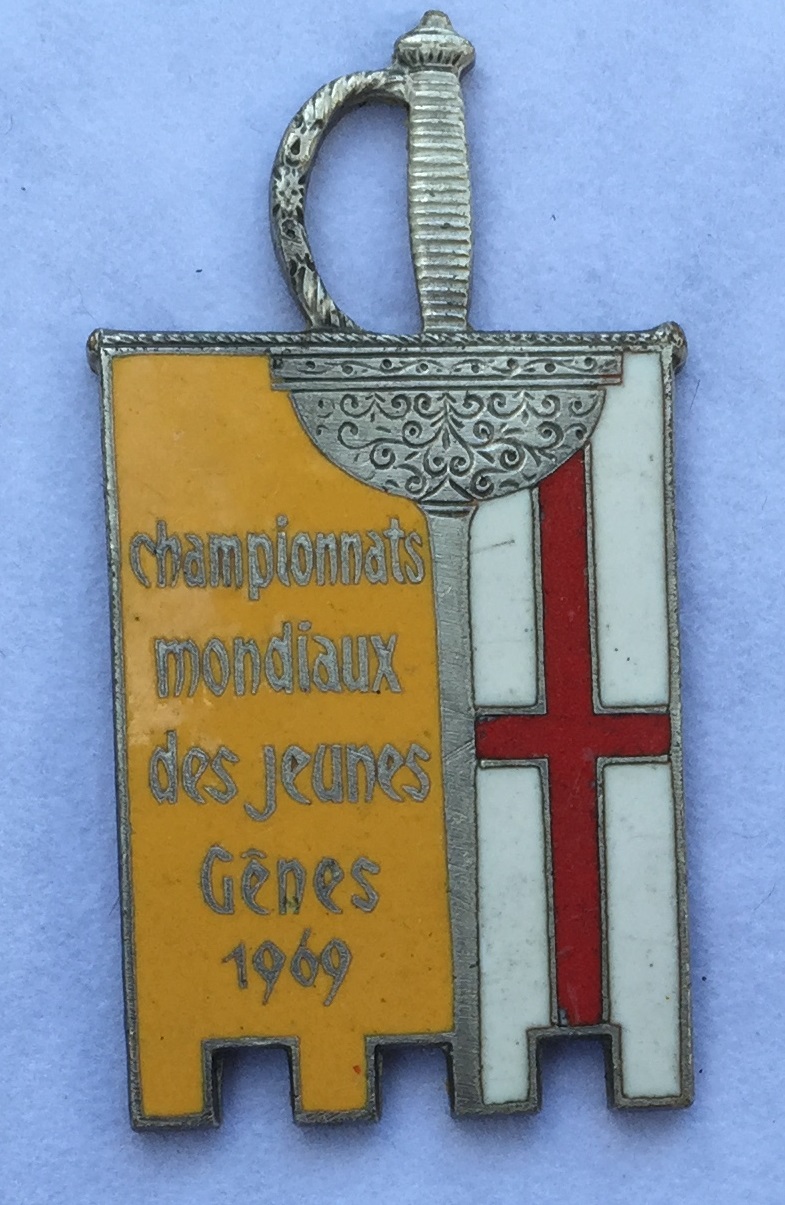 championnats
mondiaux
des jeunes
Gênes
1969